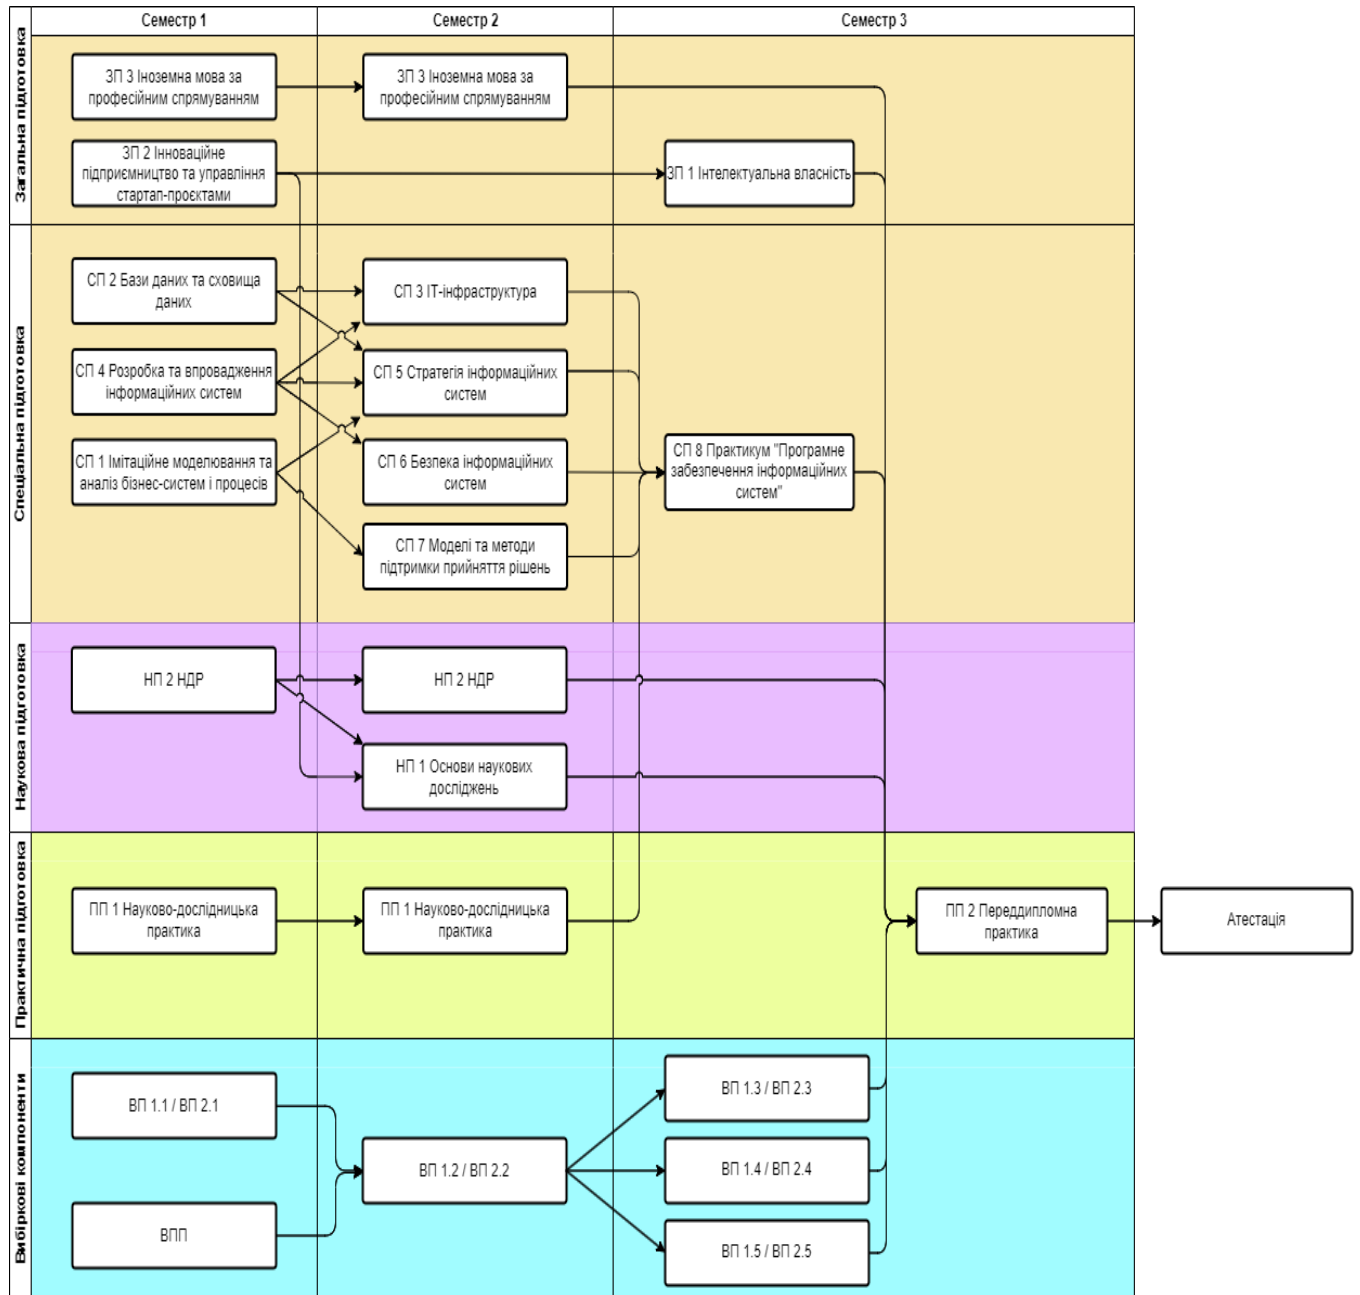 Семестр 1
Семестр 2
Семестр 3
Загальна підготовка
ЗП 3 Іноземна мова за
професійним спрямуванням
ЗП 3 Іноземна мова за
професійним спрямуванням
ЗП 2 Інноваційне
підприємництво та управління
стартап-проєктами
ЗП 1 Інтелектуальна власність
Спеціальна підготовка
СП 2 Бази даних та сховища
даних
СП 3 ІТ-інфраструктура
СП 4 Розробка та впровадження
інформаційних систем
СП 5 Стратегія інформаційних
систем
СП 1 Імітаційне моделювання та
аналіз бізнес-систем і процесів
СП 6 Безпека інформаційних
систем
СП 8 Практикум "Програмне
забезпечення інформаційних
систем"
СП 7 Моделі та методи
підтримки прийняття рішень
Наукова підготовка
НП 2 НДР
НП 2 НДР
НП 1 Основи наукових
досліджень
Практична підготовка
ПП 1 Науково-дослідницька
практика
ПП 1 Науково-дослідницька
практика
ПП 2 Переддипломна
практика
Атестація
Вибіркові компоненти
ВП 1.1 / ВП 2.1
ВПП
ВП 1.2 / ВП 2.2
ВП 1.3 / ВП 2.3
ВП 1.4 / ВП 2.4
ВП 1.5 / ВП 2.5